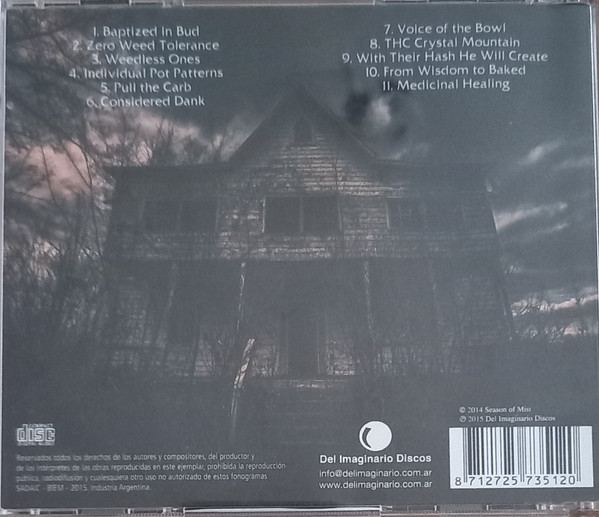 1. Baptized in Bud
2. Zero Weed Tolerance
3. Weedless Ones
4. Individual Pot Patterns
5. Pull the Carb
6. Considered Dank
7. Voice of the Bowl
8. THC Crystal Mountain
9. With Their Hash He Will Create
10. From Wisdom to Baked
11. Medicinal Healing
© 2014 Season of Mist
℗ 2015 Del Imaginario Discos
COMPACT
disc
DIGITAL AUDIO
Reservados todos los derechos de los autores y compositores, del productor y
de los intérpretes de las obras reproducidas en este ejemplar, prohibida la reproducción
pública, radiodifusión y cualesquiera otro uso no autorizado de estos fonogramas
SADAIC - BIEM - 2015. Industria Argentina.
Del Imaginario Discos
info@delimaginario.com.ar
www.delimaginario.com.ar
8 712725 735120